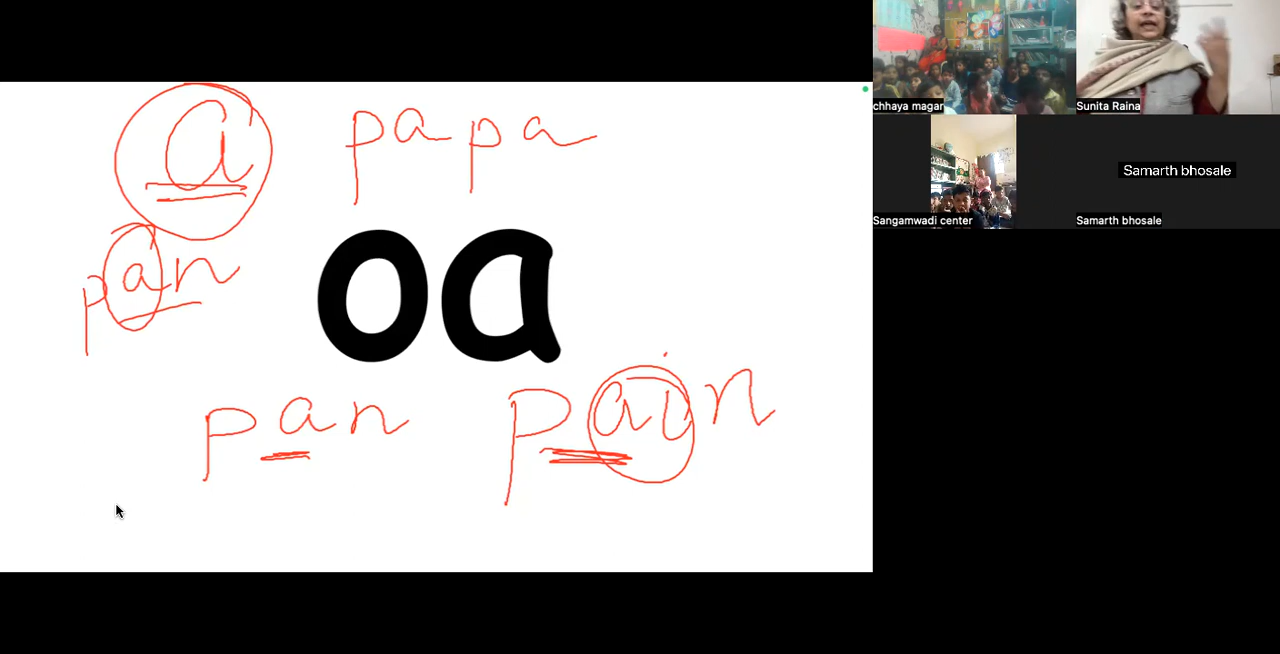 a papa
pan
oa
pan pain
chhaya magar
Sunita Raina
Sangamwadi center
Samarth bhosale
Samarth bhosale